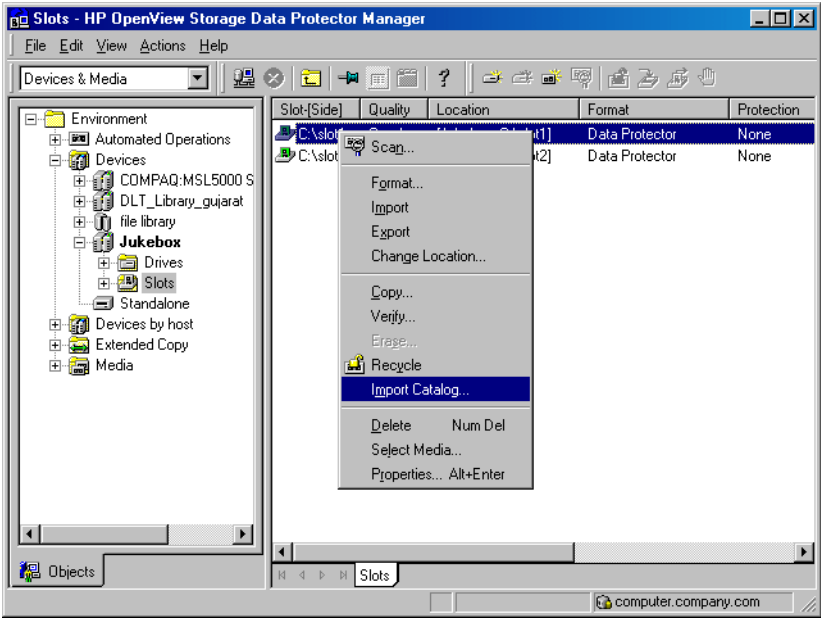 Slots - HP OpenView Storage Data Protector Manager
File Edit View Actions Help
Devices & Media
Environment
Automated Operations
Devices
COMPAQ:MSL5000 S
DLT_Library_gujarat
file library
Jukebox
Drives
Slots
Standalone
Devices by host
Extended Copy
Media
Objects
Slot-[Side] Quality Location Format Protection
C:\slot Data Protector None
C:\slot Data Protector None
Scan...
Format...
Import
Export
Change Location...
Copy...
Verify...
Erase...
Recycle
Import Catalog...
Delete Num Del
Select Media...
Properties... Alt+Enter
Slots
computer.company.com